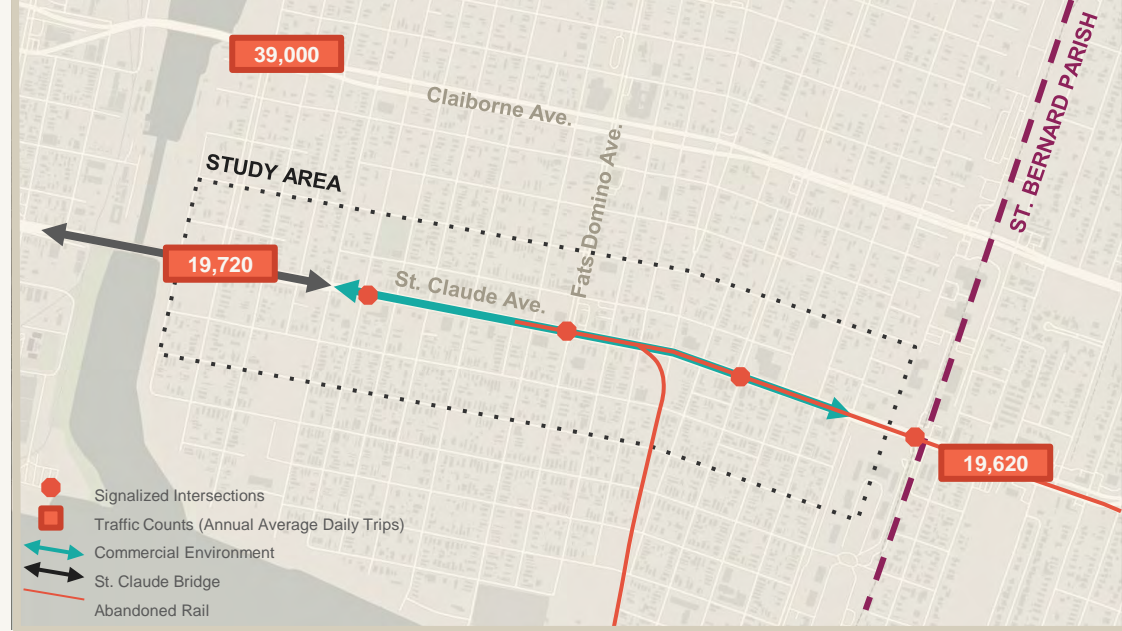 39,000
Claiborne Ave.
ST. BERNARD PARISH
Fats Domino Ave.
STUDY AREA
19,720
St. Claude Ave.
19,620
Signalized Intersections
Traffic Counts (Annual Average Daily Trips)
Commercial Environment
St. Claude Bridge
Abandoned Rail